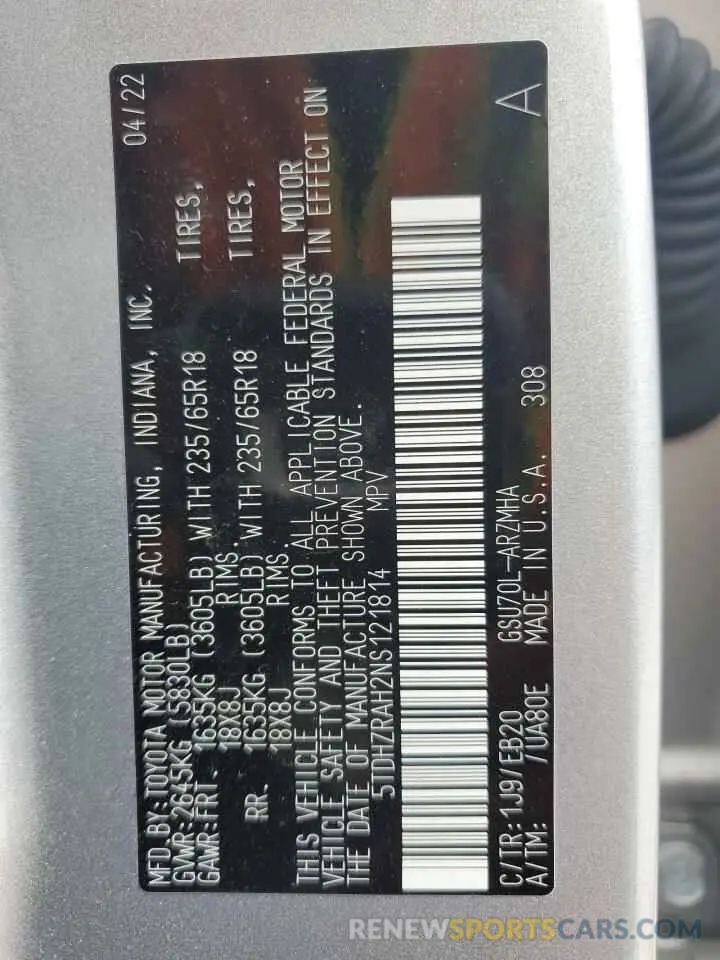 MFD.BY:TOYOTA MOTOR MANUFACTURING, INDIANA, INC. 04/22
GVWR:2645KG (5830LB)
GAWR:FRT. 1635KG (3605LB) WITH 235/65R18 TIRES,
18X8J RIMS.
RR. 1635KG (3605LB) WITH 235/65R18 TIRES,
18X8J RIMS.
THIS VEHICLE CONFORMS TO ALL APPLICABLE FEDERAL MOTOR
VEHICLE SAFETY AND THEFT PREVENTION STANDARDS IN EFFECT ON
THE DATE OF MANUFACTURE SHOWN ABOVE.
5TDHZRAH2NS121814 MPV
C/TR:1J9/EB20 GSU70L-ARZMHA
A/TM: /UA80E MADE IN U.S.A. 308 A
RENEWSPORTSCARS.COM